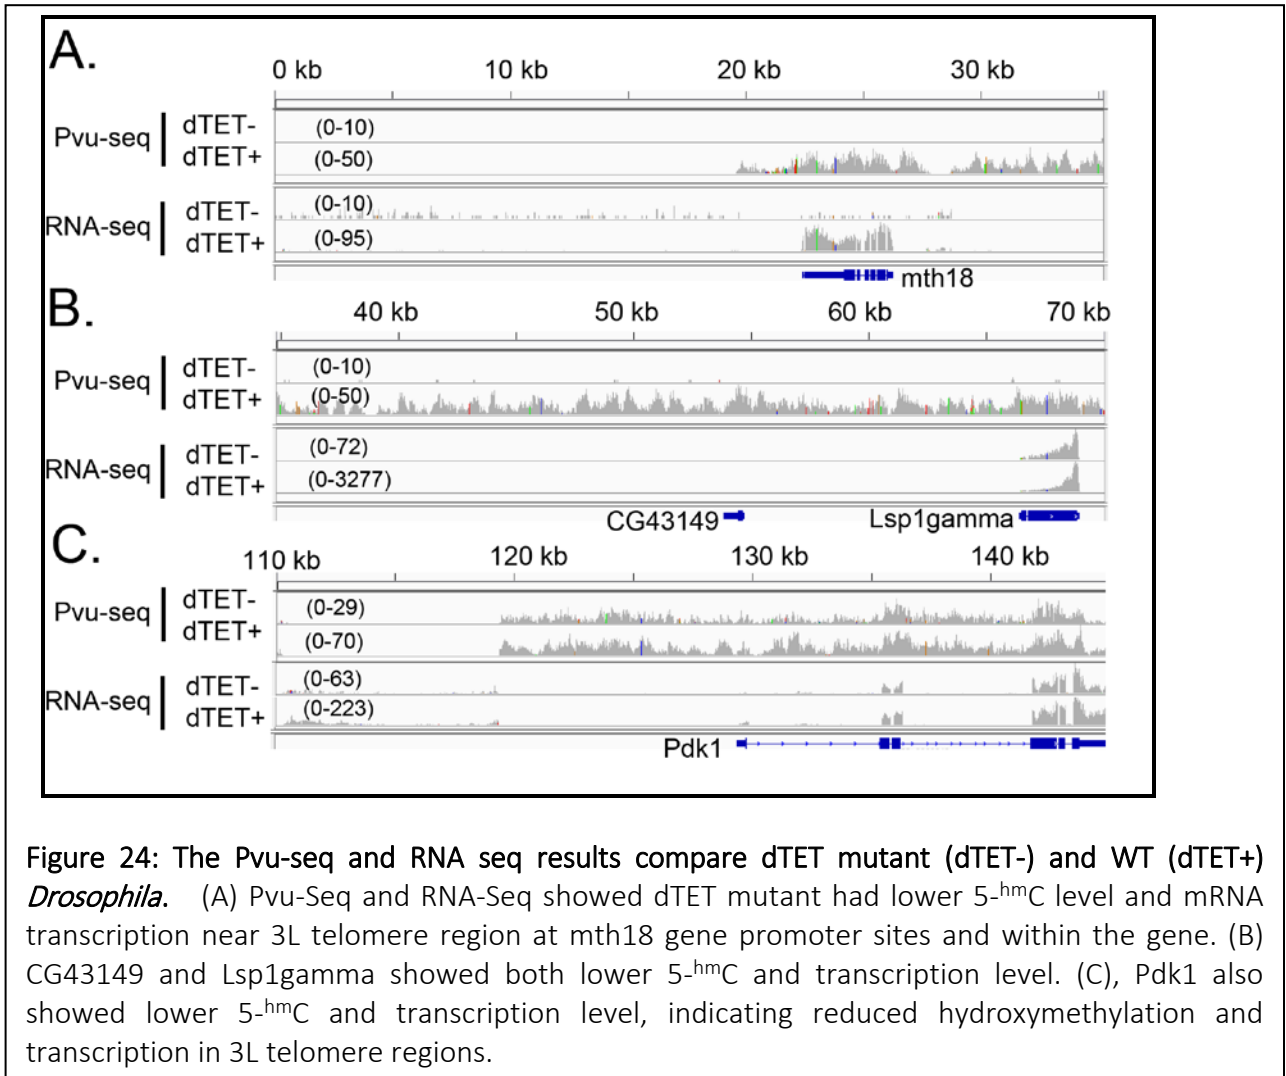 A.
0 kb 10 kb 20 kb 30 kb
Pvu-seq dTET- (0-10)
dTET+ (0-50)
RNA-seq dTET- (0-10)
dTET+ (0-95)
mth18
B.
40 kb 50 kb 60 kb 70 kb
Pvu-seq dTET- (0-10)
dTET+ (0-50)
RNA-seq dTET- (0-72)
dTET+ (0-3277)
CG43149 Lsp1gamma
C.
110 kb 120 kb 130 kb 140 kb
Pvu-seq dTET- (0-29)
dTET+ (0-70)
RNA-seq dTET- (0-63)
dTET+ (0-223)
Pdk1
Figure 24: The Pvu-seq and RNA seq results compare dTET mutant (dTET-) and WT (dTET+)
Drosophila. (A) Pvu-Seq and RNA-Seq showed dTET mutant had lower 5-hmC level and mRNA
transcription near 3L telomere region at mth18 gene promoter sites and within the gene. (B)
CG43149 and Lsp1gamma showed both lower 5-hmC and transcription level. (C), Pdk1 also
showed lower 5-hmC and transcription level, indicating reduced hydroxymethylation and
transcription in 3L telomere regions.